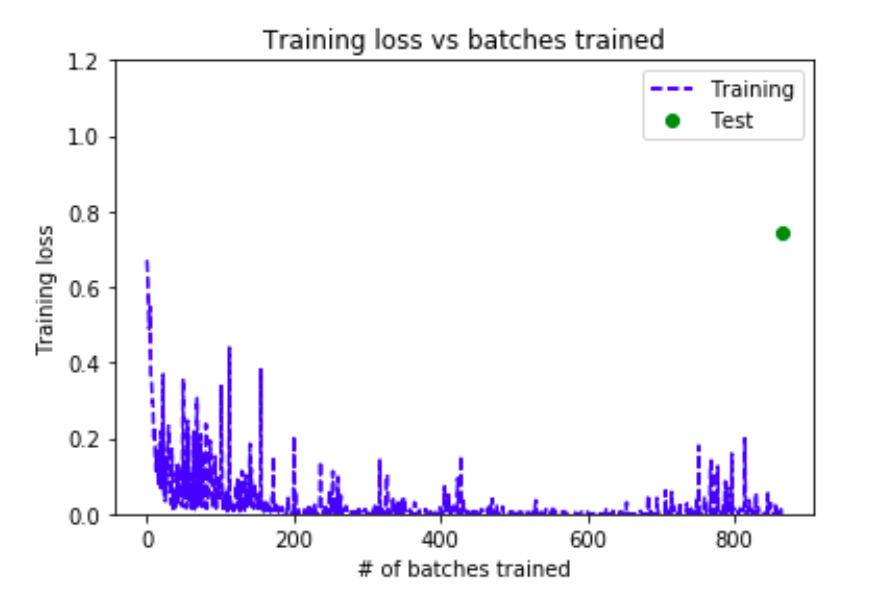 Training loss vs batches trained
1.2
1.0
0.8
0.6
0.4
0.2
0.0
Training loss
Training
Test
0 200 400 600 800
# of batches trained